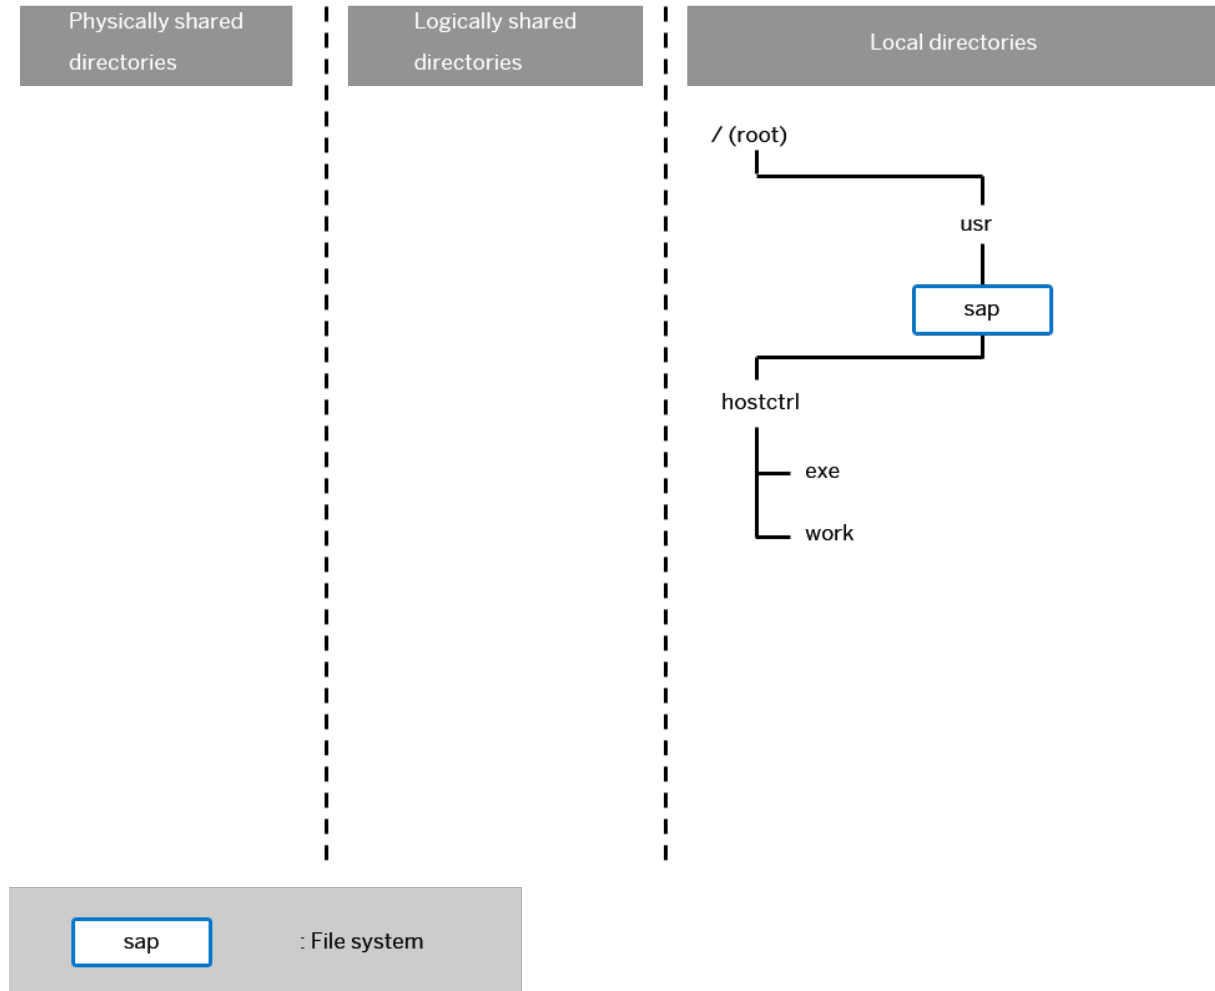 Physically shared
directories
Logically shared
directories
Local directories
/ (root)
usr
sap
hostctrl
exe
work
sap
: File system